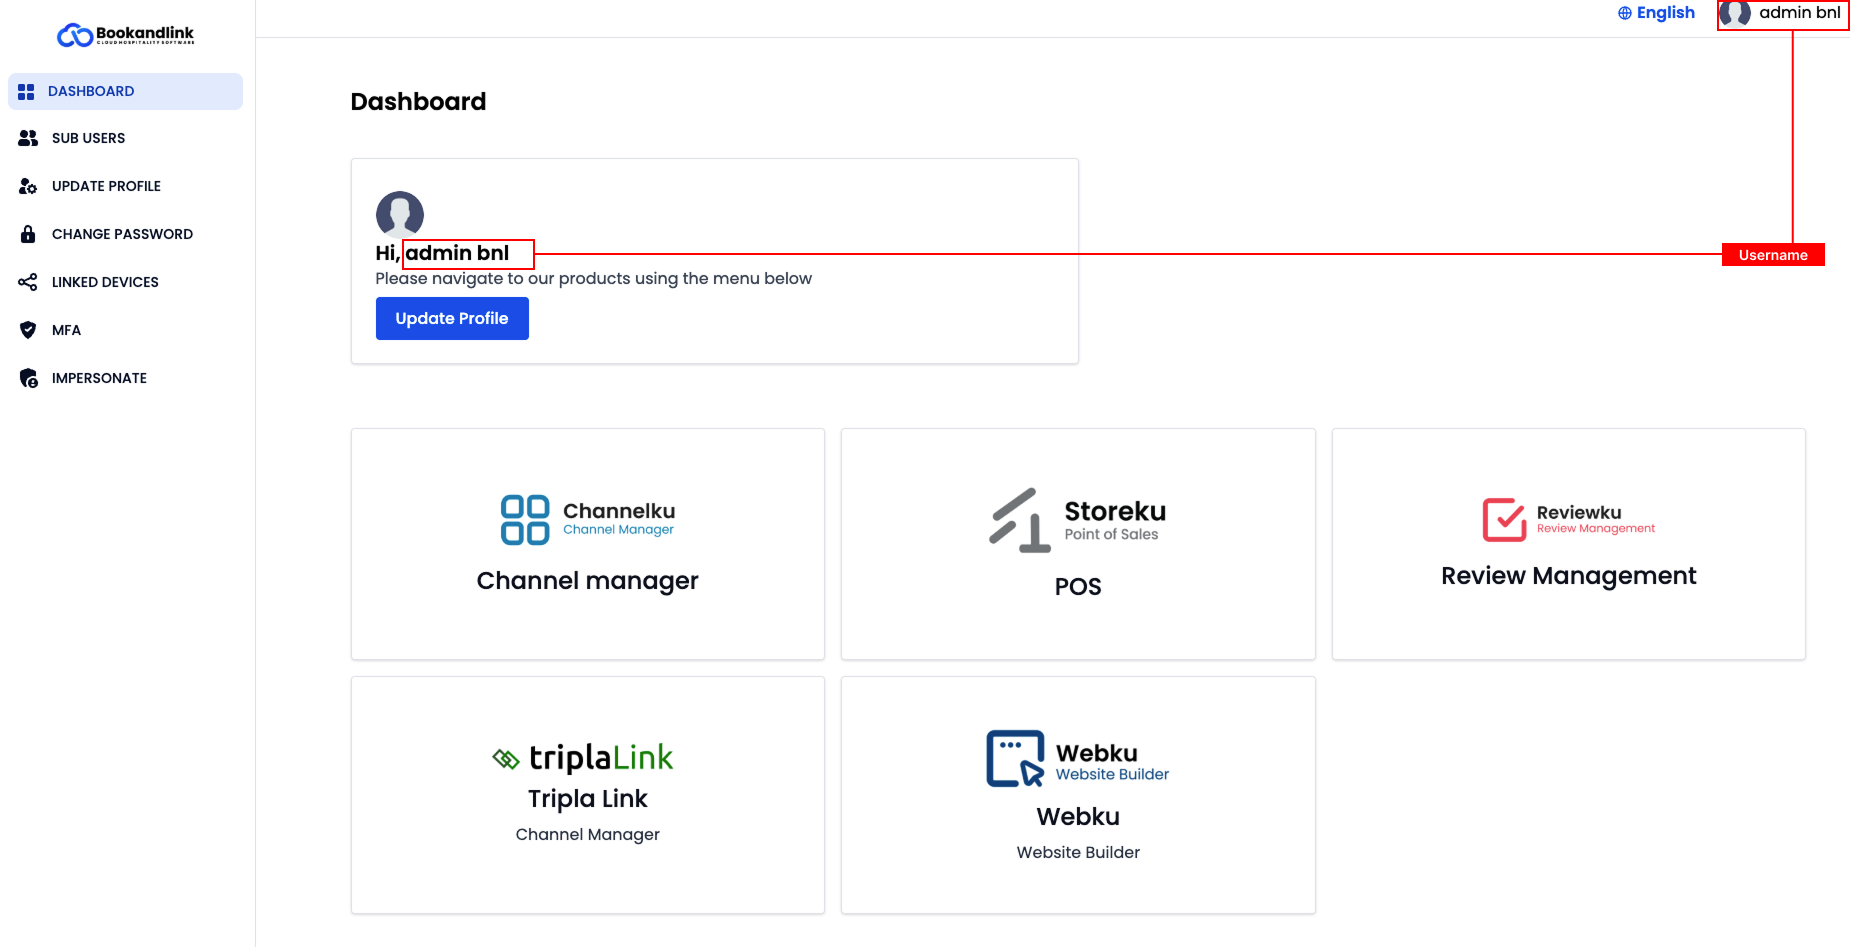 Bookandlink
CLOUD HOSPITALITY SOFTWARE
DASHBOARD
SUB USERS
UPDATE PROFILE
CHANGE PASSWORD
LINKED DEVICES
MFA
IMPERSONATE
English
admin bnl
Dashboard
Hi, admin bnl
Username
Please navigate to our products using the menu below
Update Profile
Channelku
Channel Manager
Channel manager
Storeku
Point of Sales
POS
Reviewku
Review Management
Review Management
triplaLink
Tripla Link
Channel Manager
Webku
Website Builder
Webku
Website Builder